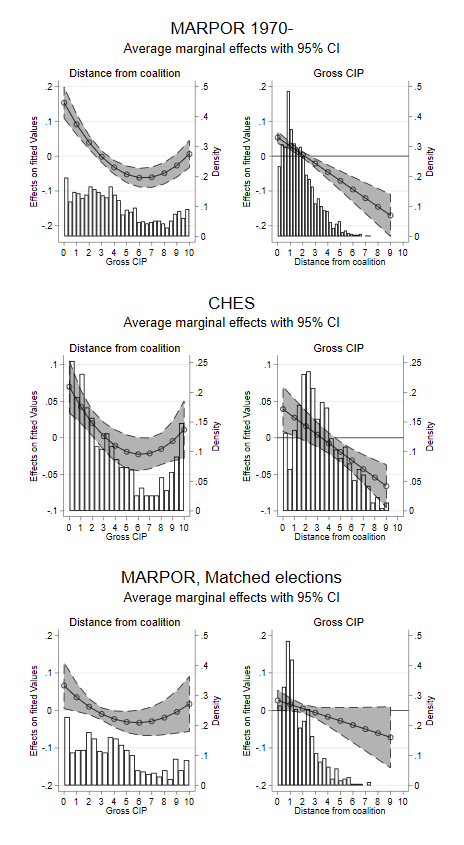 MARPOR 1970-
Average marginal effects with 95% CI
Distance from coalition
Gross CIP
Effects on fitted Values
.2
.1
0
-.1
-.2
.5
.4
.3
.2
.1
0
Density
0 1 2 3 4 5 6 7 8 9 10
Gross CIP
Effects on fitted Values
.2
.1
0
-.1
-.2
.5
.4
.3
.2
.1
0
Density
0 1 2 3 4 5 6 7 8 9 10
Distance from coalition
CHES
Average marginal effects with 95% CI
Distance from coalition
Gross CIP
Effects on fitted Values
.1
.05
0
-.05
-.1
.25
.2
.15
.1
.05
0
Density
0 1 2 3 4 5 6 7 8 9 10
Gross CIP
Effects on fitted Values
.1
.05
0
-.05
-.1
.25
.2
.15
.1
.05
0
Density
0 1 2 3 4 5 6 7 8 9 10
Distance from coalition
MARPOR, Matched elections
Average marginal effects with 95% CI
Distance from coalition
Gross CIP
Effects on fitted Values
.2
.1
0
-.1
-.2
.5
.4
.3
.2
.1
0
Density
0 1 2 3 4 5 6 7 8 9 10
Gross CIP
Effects on fitted Values
.2
.1
0
-.1
-.2
.5
.4
.3
.2
.1
0
Density
0 1 2 3 4 5 6 7 8 9 10
Distance from coalition